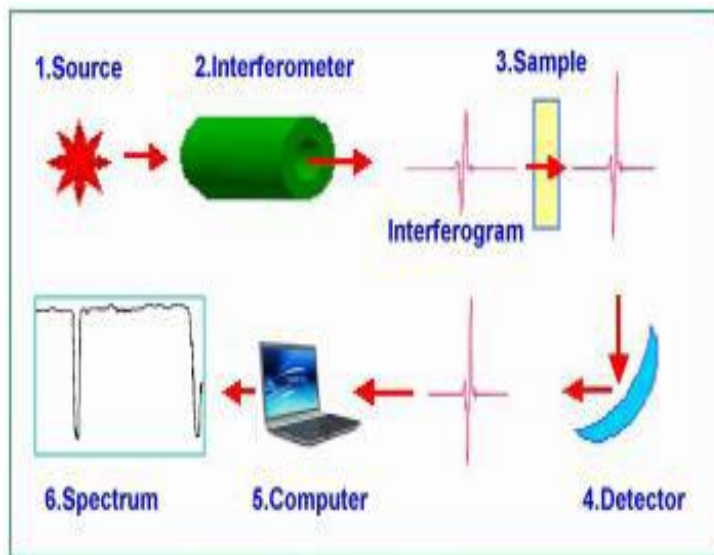 1.Source
2.Interferometer
3.Sample
Interferogram
6.Spectrum
5.Computer
4.Detector